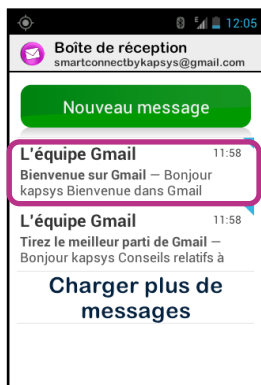 E
12:05
Boîte de réception
smartconnectbykapsys@gmail.com
Nouveau message
L'équipe Gmail 11:58
Bienvenue sur Gmail — Bonjour
kapsys Bienvenue dans Gmail
L'équipe Gmail 11:58
Tirez le meilleur parti de Gmail —
Bonjour kapsys Conseils relatifs à
Charger plus de
messages